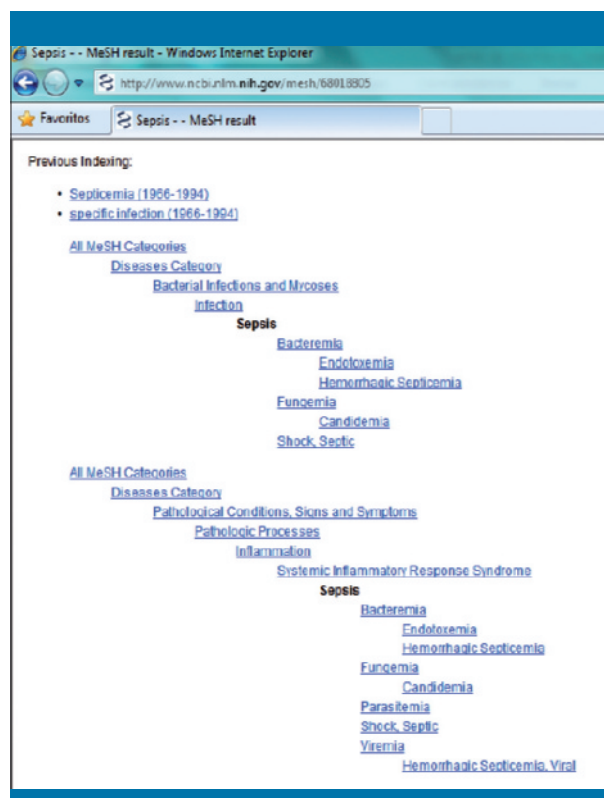 Sepsis - - MeSH result - Windows Internet Explorer
http://www.ncbi.nlm.nih.gov/mesh/68018805
Favoritos
Sepsis - - MeSH result
Previous Indexing:
• Septicemia (1966-1994)
• specific infection (1966-1994)
All MeSH Categories
Diseases Category
Bacterial Infections and Mycoses
Infection
Sepsis
Bacteremia
Endotoxemia
Hemorrhagic Septicemia
Fungemia
Candidemia
Shock, Septic
All MeSH Categories
Diseases Category
Pathological Conditions, Signs and Symptoms
Pathologic Processes
Inflammation
Systemic Inflammatory Response Syndrome
Sepsis
Bacteremia
Endotoxemia
Hemorrhagic Septicemia
Fungemia
Candidemia
Parasitemia
Shock, Septic
Viremia
Hemorrhagic Septicemia, Viral